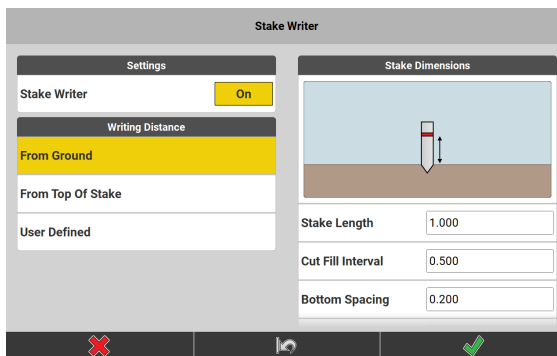 Stake Writer
Settings
Stake Writer
On
Writing Distance
From Ground
From Top Of Stake
User Defined
Stake Dimensions
Stake Length
1.000
Cut Fill Interval
0.500
Bottom Spacing
0.200